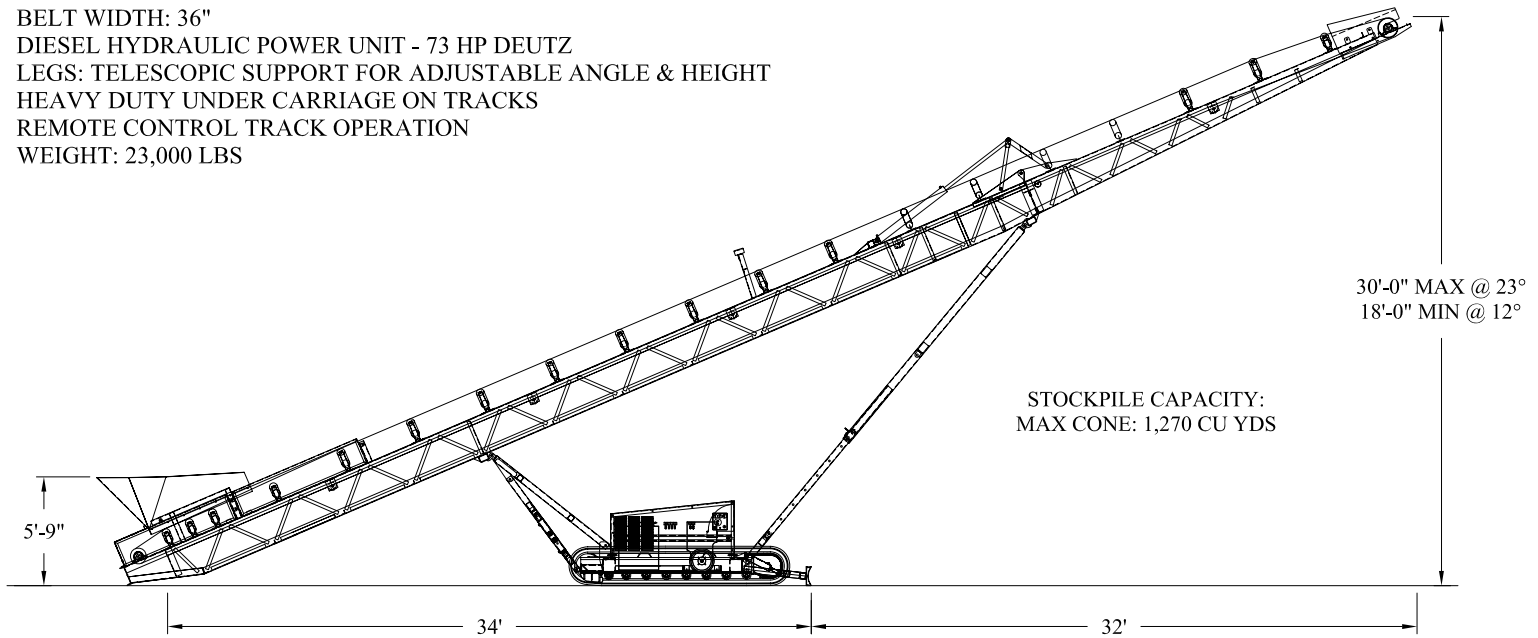 BELT WIDTH: 36"
DIESEL HYDRAULIC POWER UNIT - 73 HP DEUTZ
LEGS: TELESCOPIC SUPPORT FOR ADJUSTABLE ANGLE & HEIGHT
HEAVY DUTY UNDER CARRIAGE ON TRACKS
REMOTE CONTROL TRACK OPERATION
WEIGHT: 23,000 LBS
30'-0" MAX @ 23°
18'-0" MIN @ 12°
STOCKPILE CAPACITY:
MAX CONE: 1,270 CU YDS
5'-9"
34'
32'